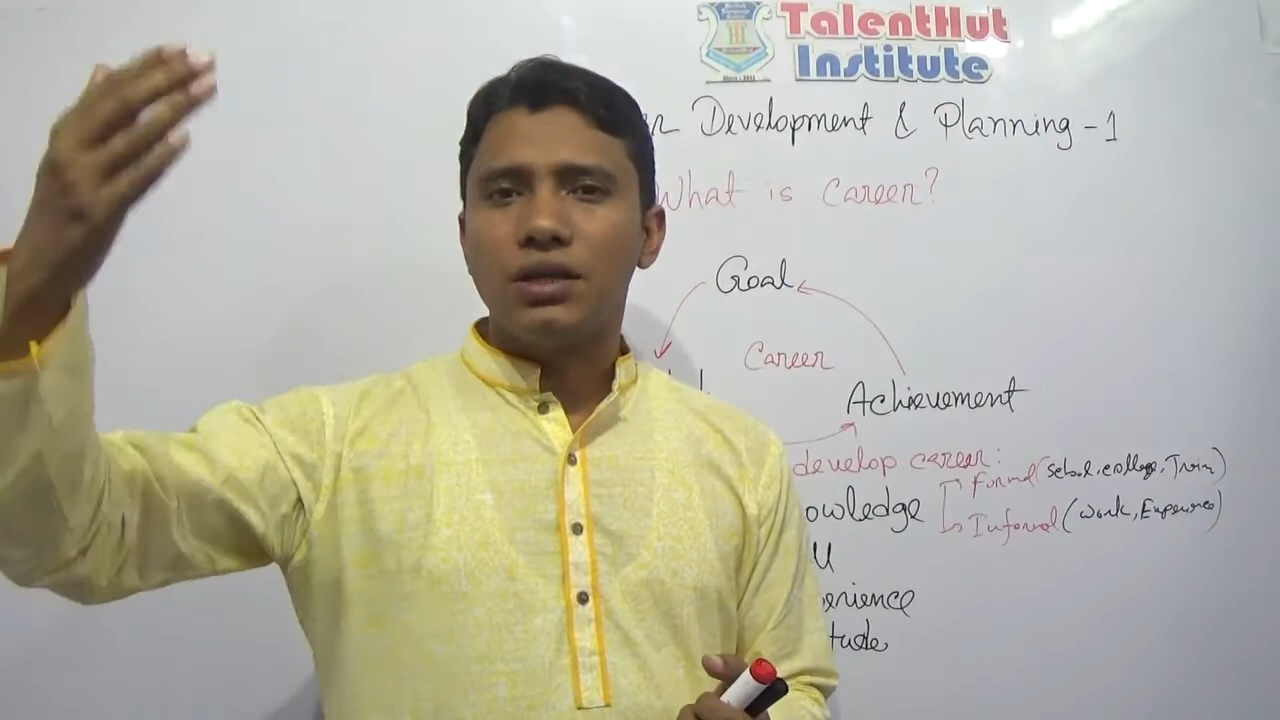 TalentHut
Institute
Development & Planning - 1
What is Career?
Goal
Career
Achievement
develop career:
Formal (School, college, Train)
owledge
Informal (Work, Experience)
erience
tude